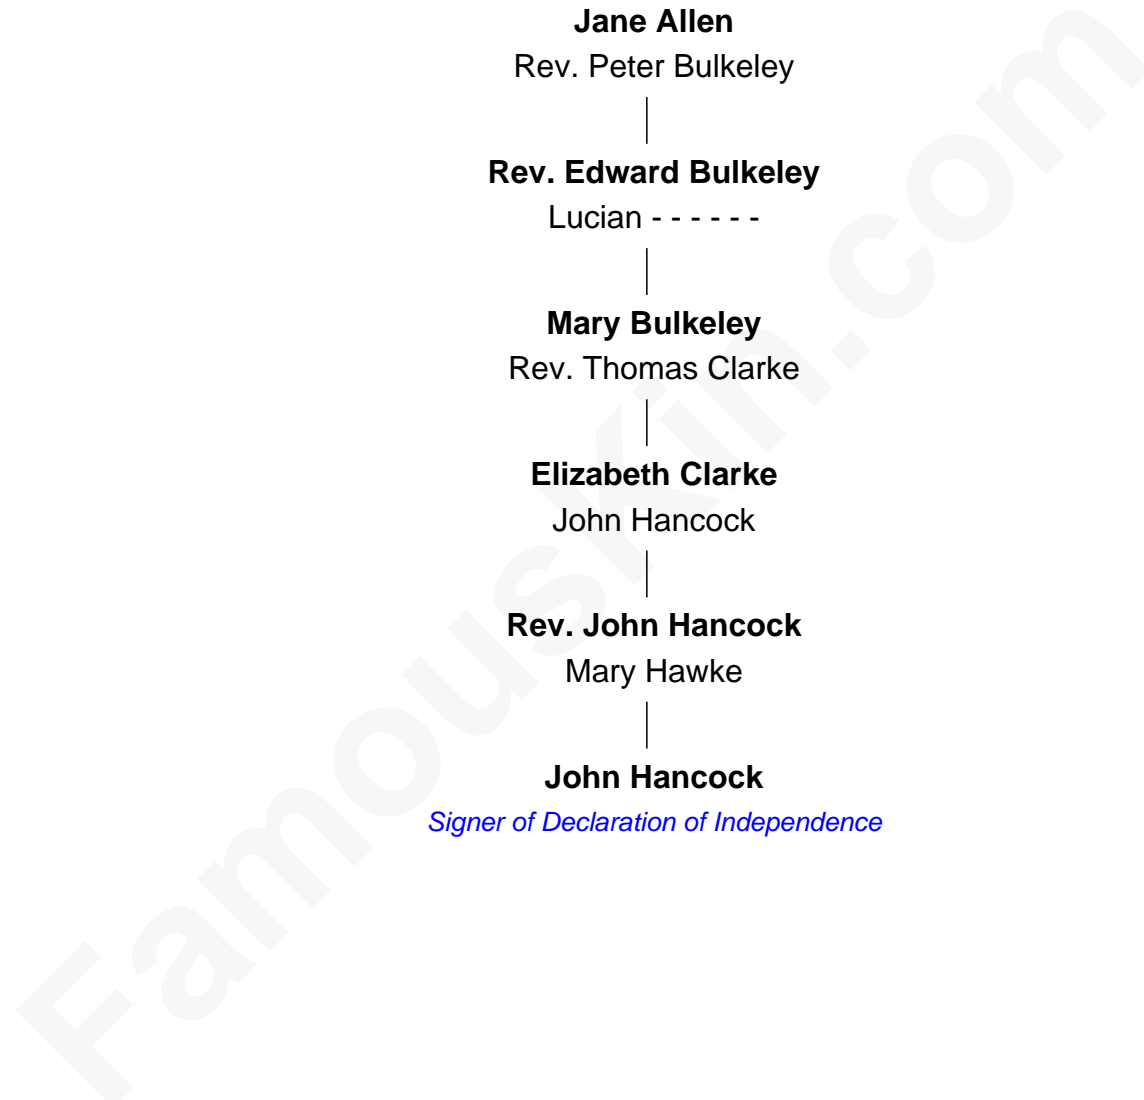 Jane Allen
Rev. Peter Bulkeley
Rev. Edward Bulkeley
Lucian - - - - - -
Mary Bulkeley
Rev. Thomas Clarke
Elizabeth Clarke
John Hancock
Rev. John Hancock
Mary Hawke
John Hancock
Signer of Declaration of Independence
FamousKin.com